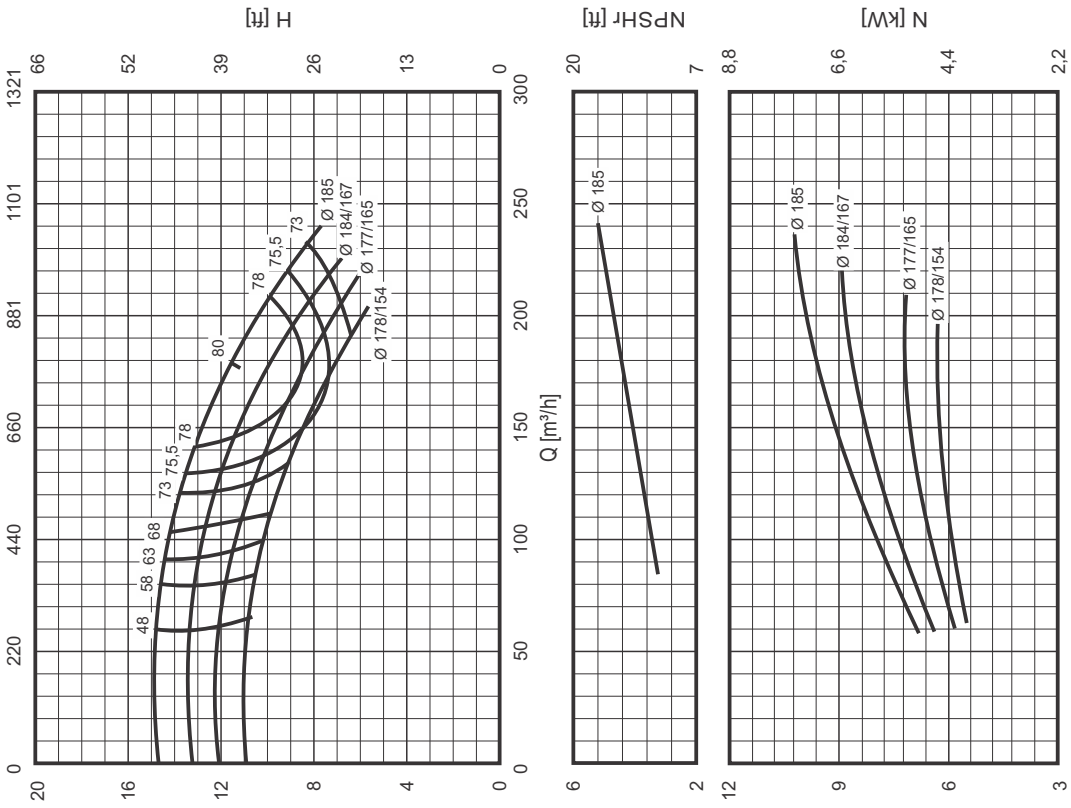 H [ft]
NPSHr [ft]
N [kW]
66 52 39 26 13 0
20 7
8,8 6,6 4,4 2,2
1321 1101 881 660 440 220 0
300 250 200 150 100 50 0
Q [m³/h]
20 16 12 8 4 0
6 2
12 9 6 3
48 58 63 68 73 75,5 78
80
78 75,5 73
Ø 185
Ø 184/167
Ø 177/165
Ø 178/154
Ø 185
Ø 185
Ø 184/167
Ø 177/165
Ø 178/154